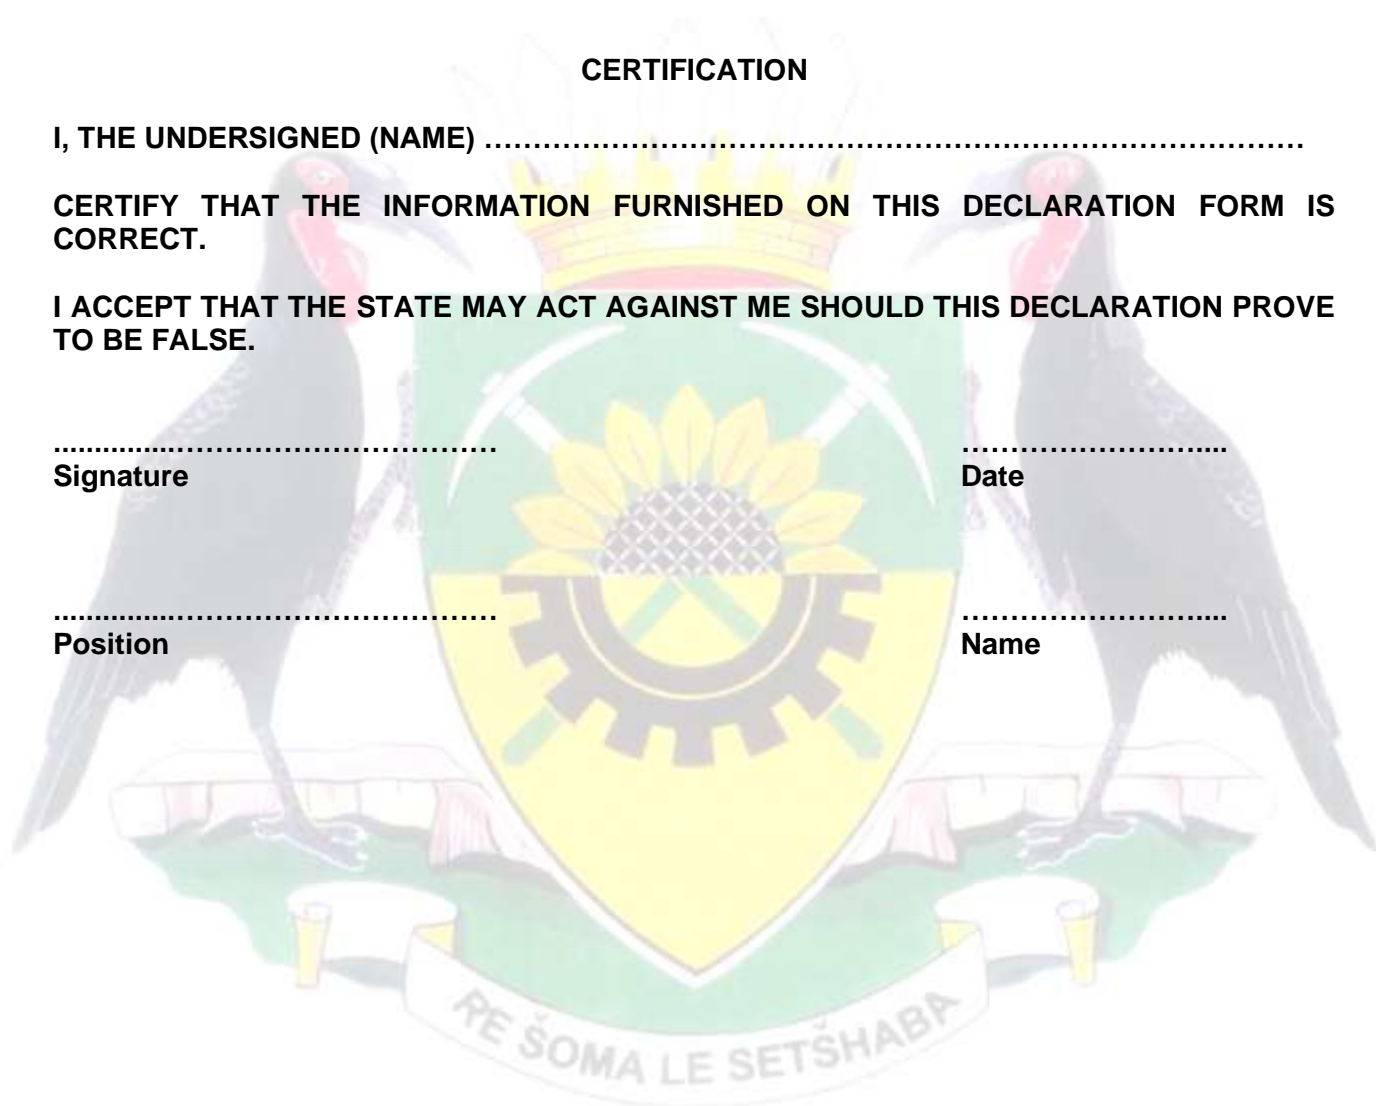 CERTIFICATION
I, THE UNDERSIGNED (NAME) ……………………………………………………………………………
CERTIFY THAT THE INFORMATION FURNISHED ON THIS DECLARATION FORM IS
CORRECT.
I ACCEPT THAT THE STATE MAY ACT AGAINST ME SHOULD THIS DECLARATION PROVE
TO BE FALSE.
...............…………………………… ……………………....
Signature Date
...............…………………………… ……………………....
Position Name
RE ŠOMA LE SETŠHABA